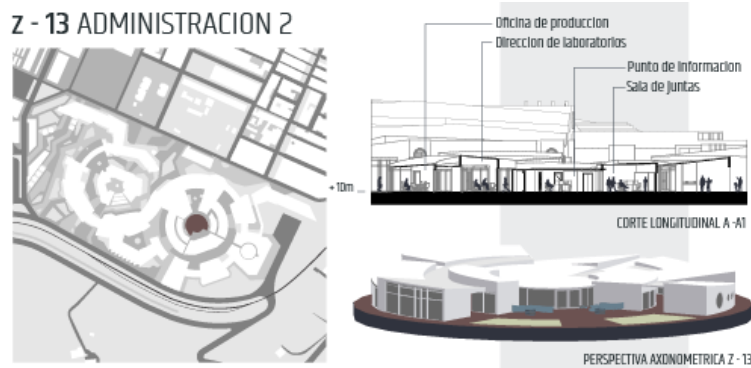 z - 13 ADMINISTRACION 2
Oficina de produccion
Direccion de laboratorios
Punto de informacion
Sala de juntas
+ 10m
CORTE LONGITUDINAL A -A1
PERSPECTIVA AXONOMETRICA Z - 13